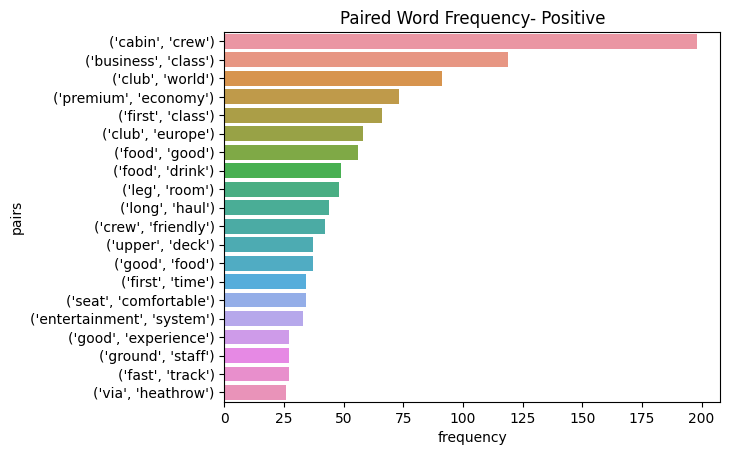 Paired Word Frequency- Positive
pairs
('cabin', 'crew')
('business', 'class')
('club', 'world')
('premium', 'economy')
('first', 'class')
('club', 'europe')
('food', 'good')
('food', 'drink')
('leg', 'room')
('long', 'haul')
('crew', 'friendly')
('upper', 'deck')
('good', 'food')
('first', 'time')
('seat', 'comfortable')
('entertainment', 'system')
('good', 'experience')
('ground', 'staff')
('fast', 'track')
('via', 'heathrow')
0 25 50 75 100 125 150 175 200
frequency